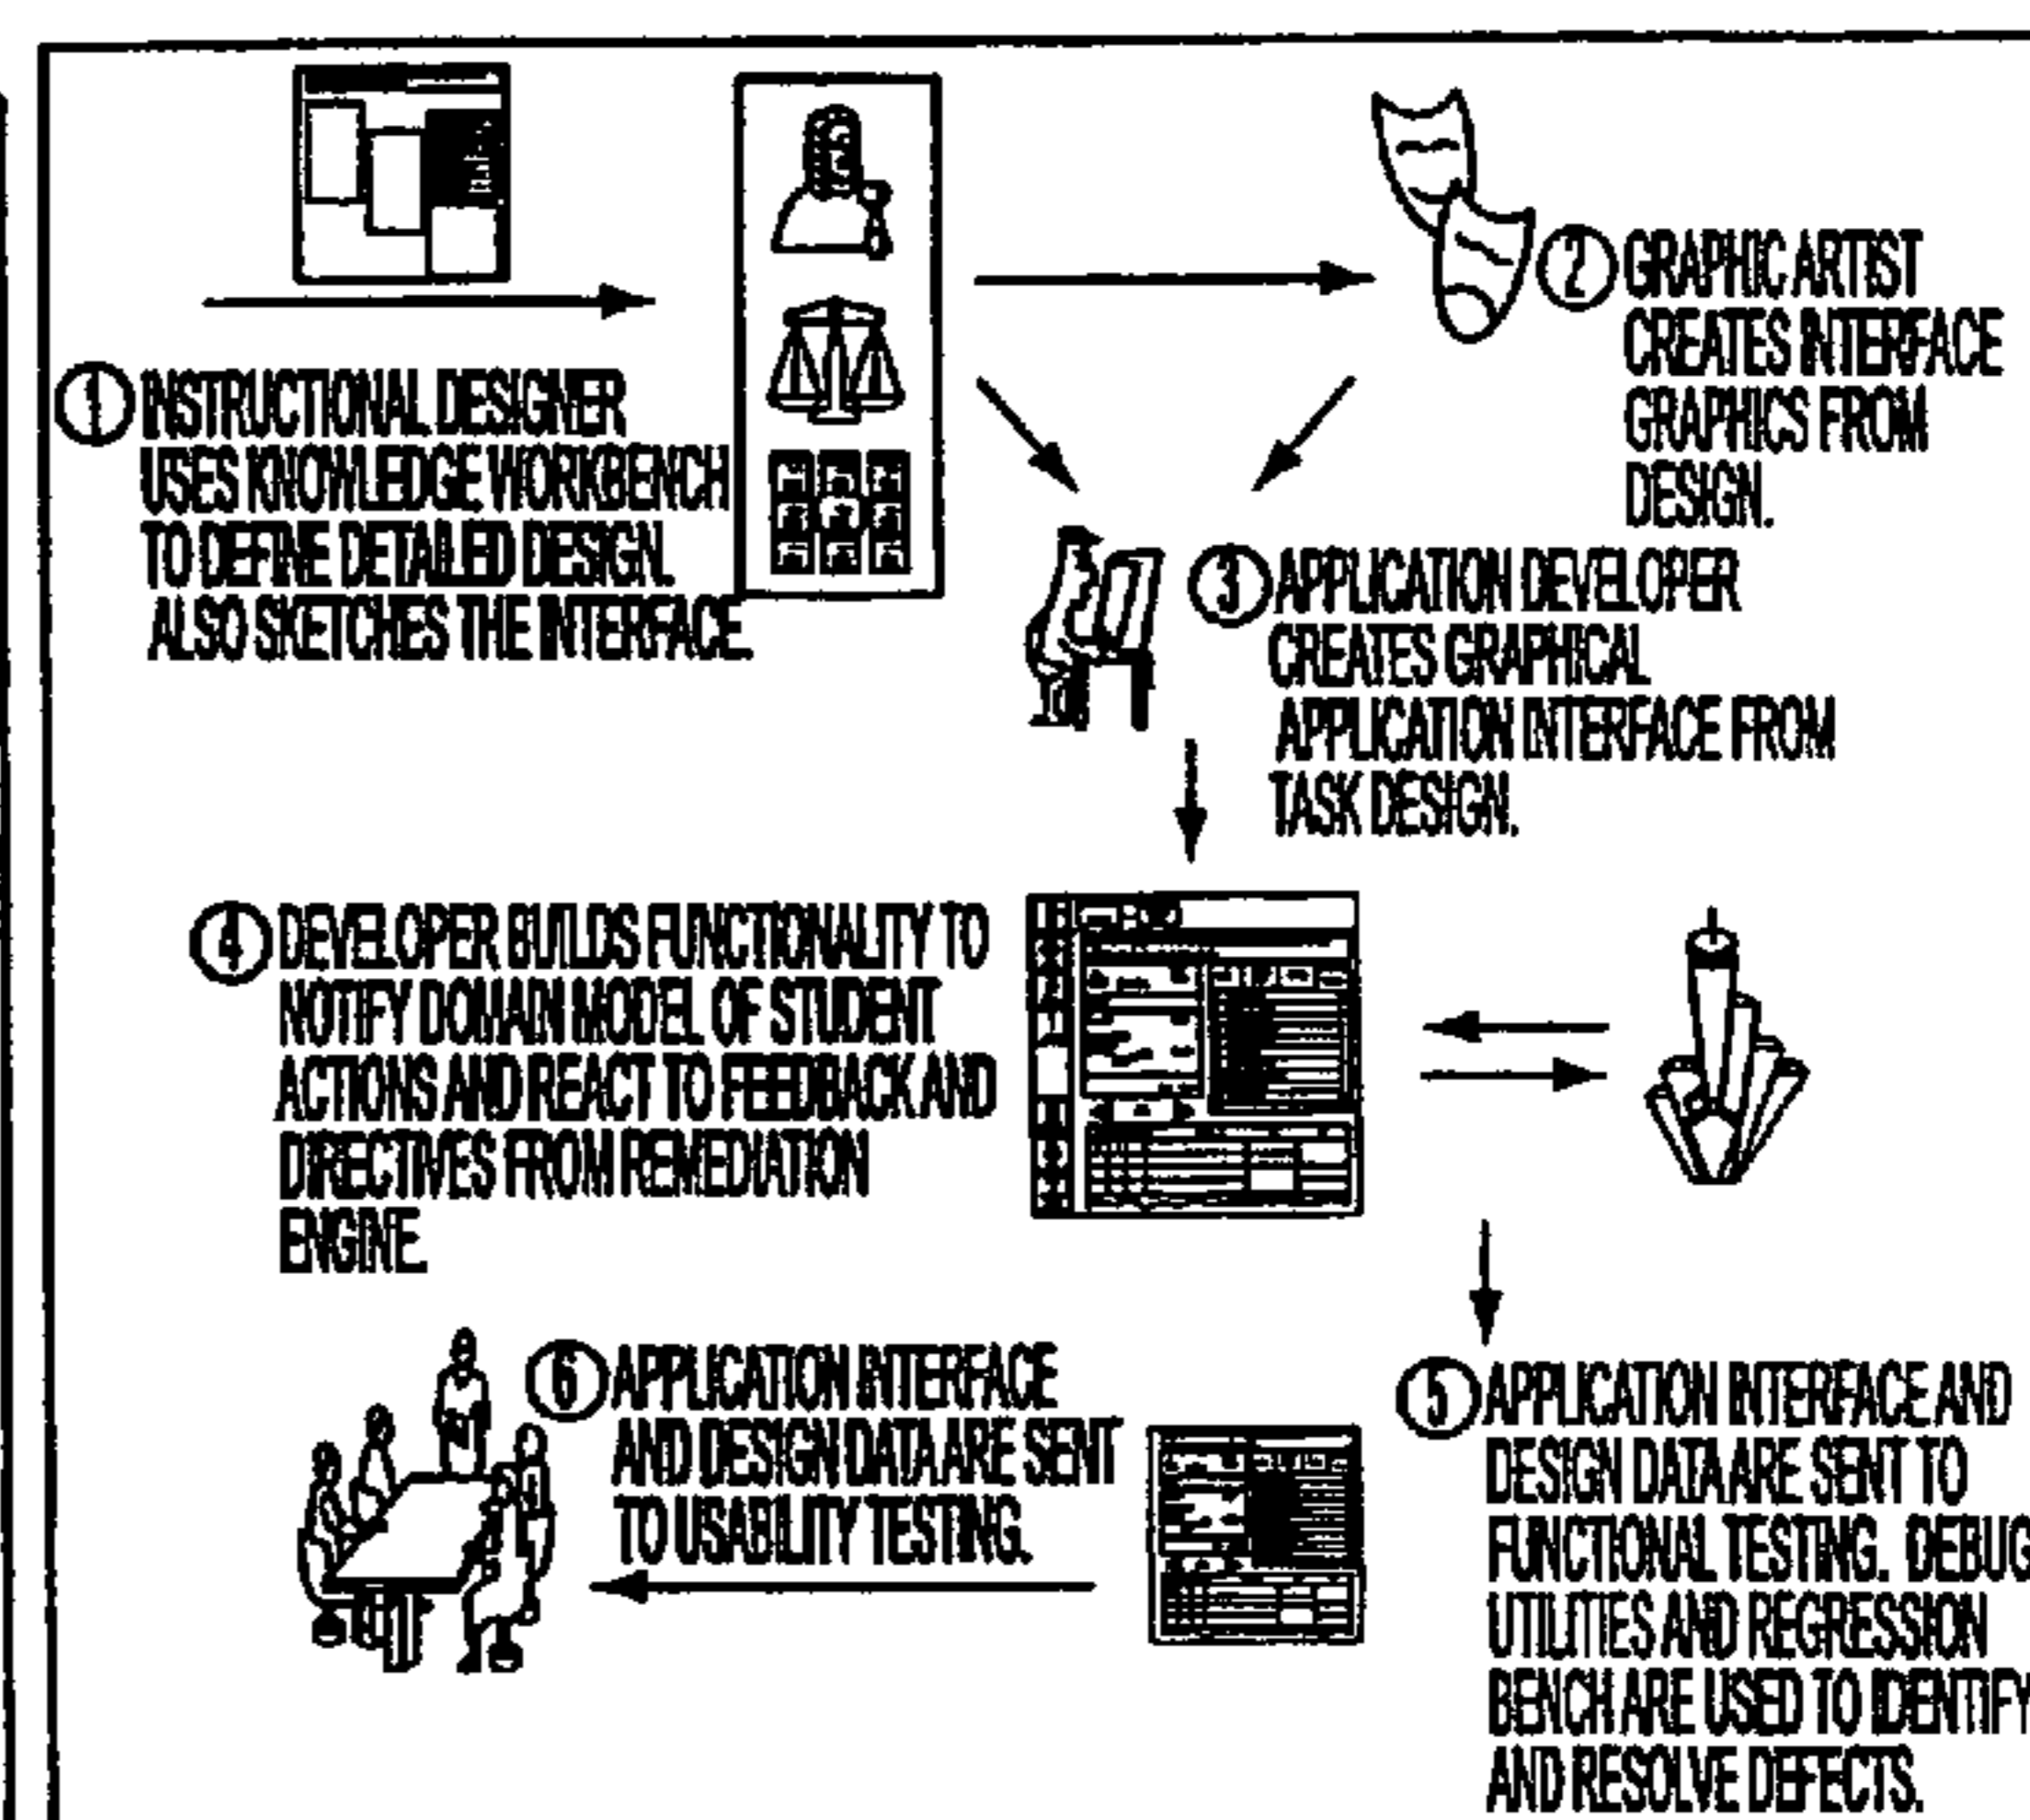 ① INSTRUCTIONAL DESIGNER
USES KNOWLEDGE WORKBENCH
TO DEFINE DETAILED DESIGN.
ALSO SKETCHES THE INTERFACE.
② GRAPHIC ARTIST
CREATES INTERFACE
GRAPHICS FROM
DESIGN.
③ APPLICATION DEVELOPER
CREATES GRAPHICAL
APPLICATION INTERFACE FROM
TASK DESIGN.
④ DEVELOPER BUILDS FUNCTIONALITY TO
NOTIFY DOMAIN MODEL OF STUDENT
ACTIONS AND REACT TO FEEDBACK AND
DIRECTIVES FROM REMEDIATION
ENGINE.
⑤ APPLICATION INTERFACE AND
DESIGN DATA ARE SENT TO
FUNCTIONAL TESTING. DEBUG
UTILITIES AND REGRESSION
BENCH ARE USED TO IDENTIFY
AND RESOLVE DEFECTS.
⑥ APPLICATION INTERFACE
AND DESIGN DATA ARE SENT
TO USABILITY TESTING.